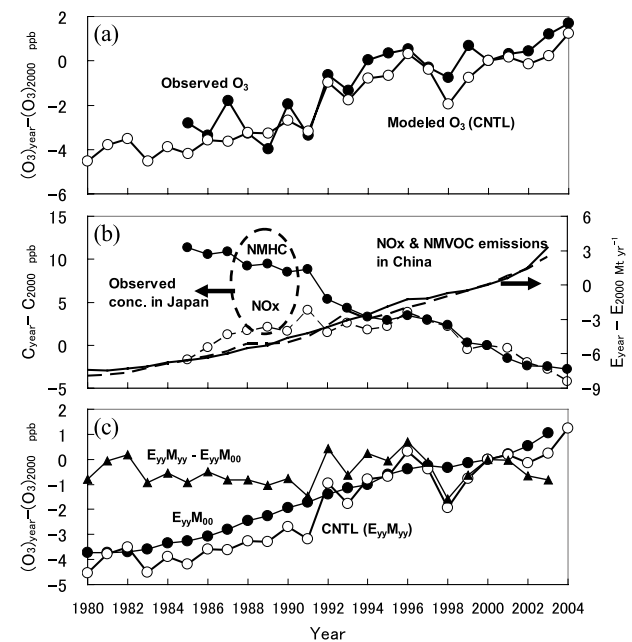 (a)
Observed O3
Modeled O3 (CNTL)
(O3)year–(O3)2000 ppb
2
0
-2
-4
-6
(b)
NMHC
NOx
Observed
conc. in Japan
NOx & NMVOC emissions
in China
Cyear– C2000 ppb
15
10
5
0
-5
Eyear – E2000 Mt yr-1
6
3
0
-3
-6
-9
(c)
EyyMyy - EyyM00
EyyM00
CNTL (EyyMyy)
(O3)year–(O3)2000 ppb
2
1
0
-1
-2
-3
-4
-5
1980 1982 1984 1986 1988 1990 1992 1994 1996 1998 2000 2002 2004
Year